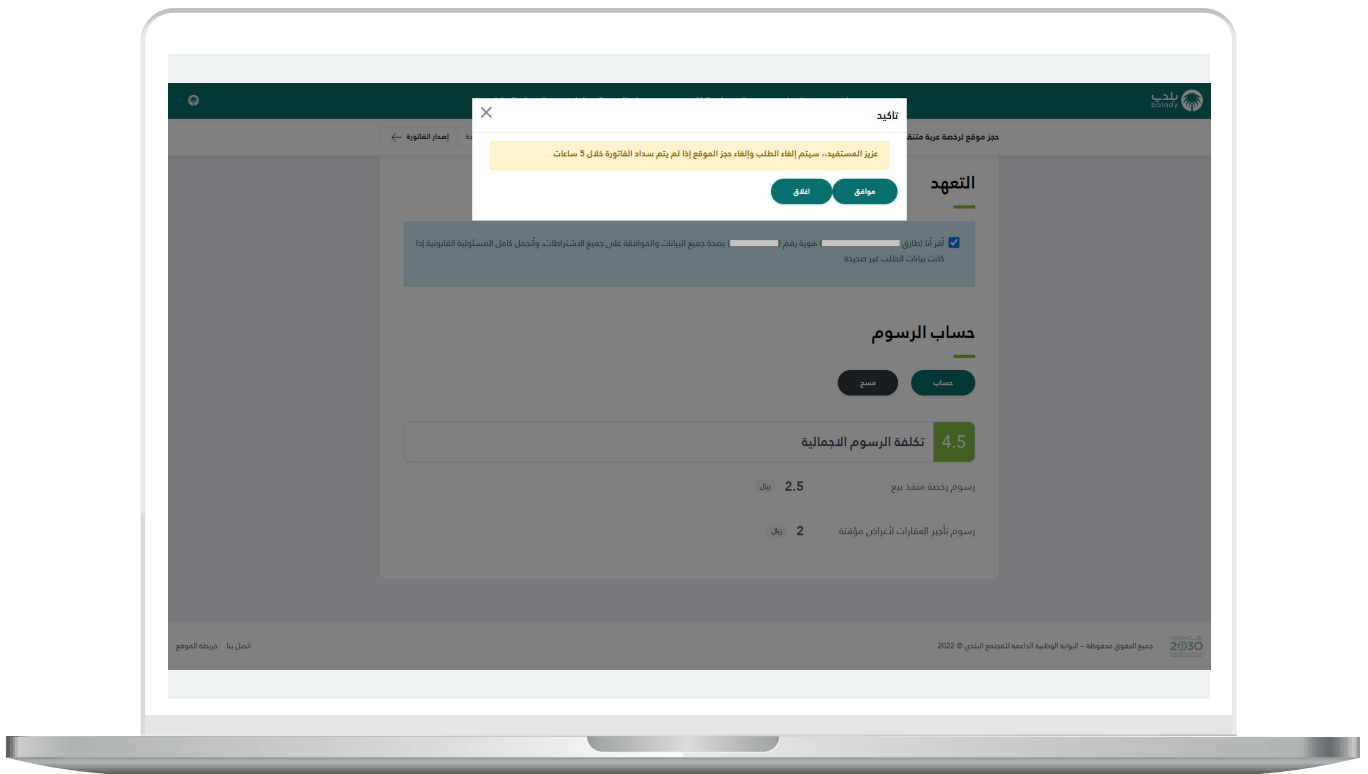 بلدي
balady
تأكيد
حجز موقع لرخصة عربة متنقـ
إصدار الفاتورة
عزيز المستفيد،، سيتم إلغاء الطلب وإلغاء حجز الموقع إذا لم يتم سداد الفاتورة خلال 5 ساعات
موافق
اغلاق
التعهد
أقر أنا (طارق ) هوية رقم ( ) بصحة جميع البيانات والموافقة على جميع الاشتراطات، وأتحمل كامل المسئولية القانونية إذا
كانت بيانات الطلب غير صحيحة
حساب الرسوم
حساب
مسح
4.5 تكلفة الرسوم الاجمالية
رسوم رخصة منفذ بيع 2.5 ريال
رسوم تأجير العقارات لأغراض مؤقتة 2 ريال
2030
جميع الحقوق محفوظة – البوابة الوطنية الداعمة للمجتمع البلدي © 2022
اتصل بنا خريطة الموقع